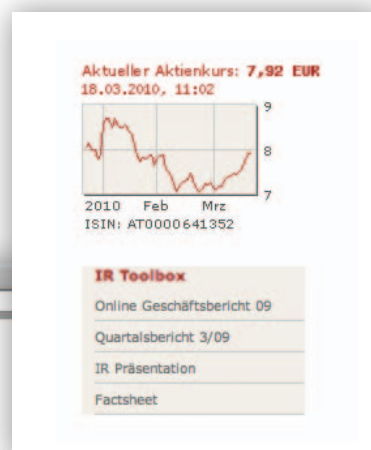 Aktueller Aktienkurs: 7,92 EUR
18.03.2010, 11:02
9
8
7
2010 Feb Mrz
ISIN: AT0000641352
IR Toolbox
Online Geschäftsbericht 09
Quartalsbericht 3/09
IR Präsentation
Factsheet